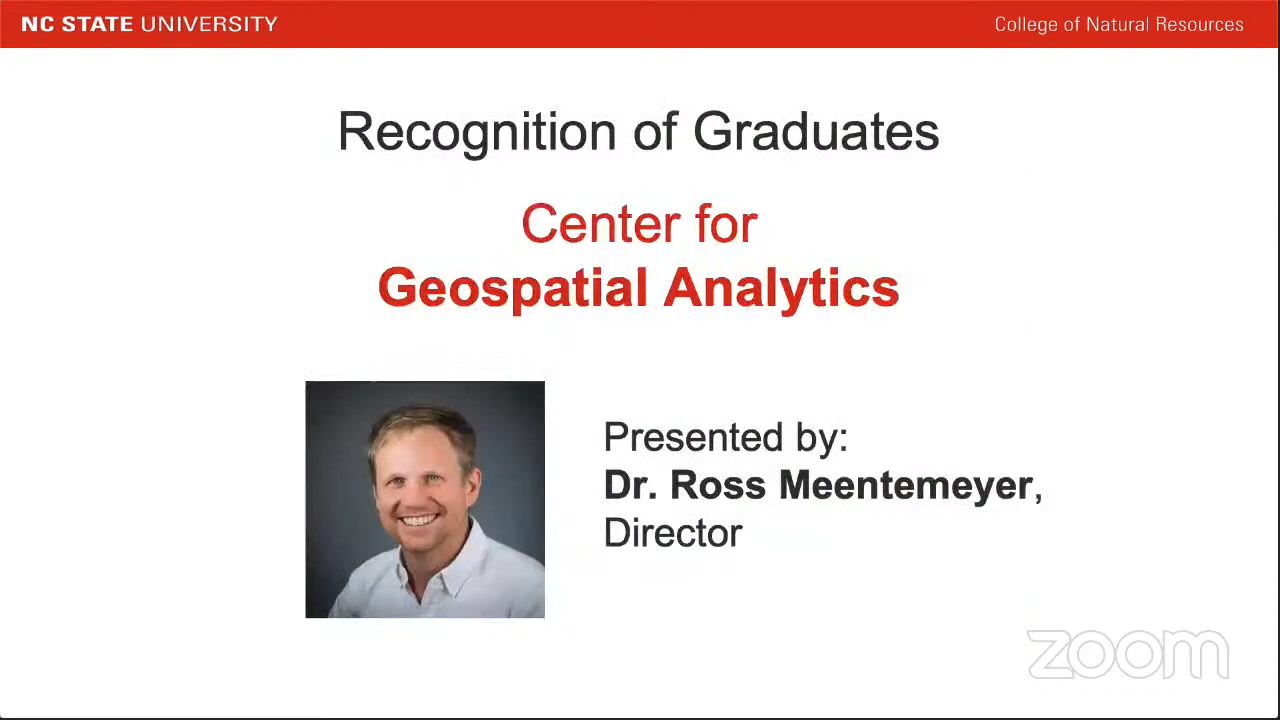 NC STATE UNIVERSITY
College of Natural Resources
Recognition of Graduates
Center for
Geospatial Analytics
Presented by:
Dr. Ross Meentemeyer,
Director
zoom